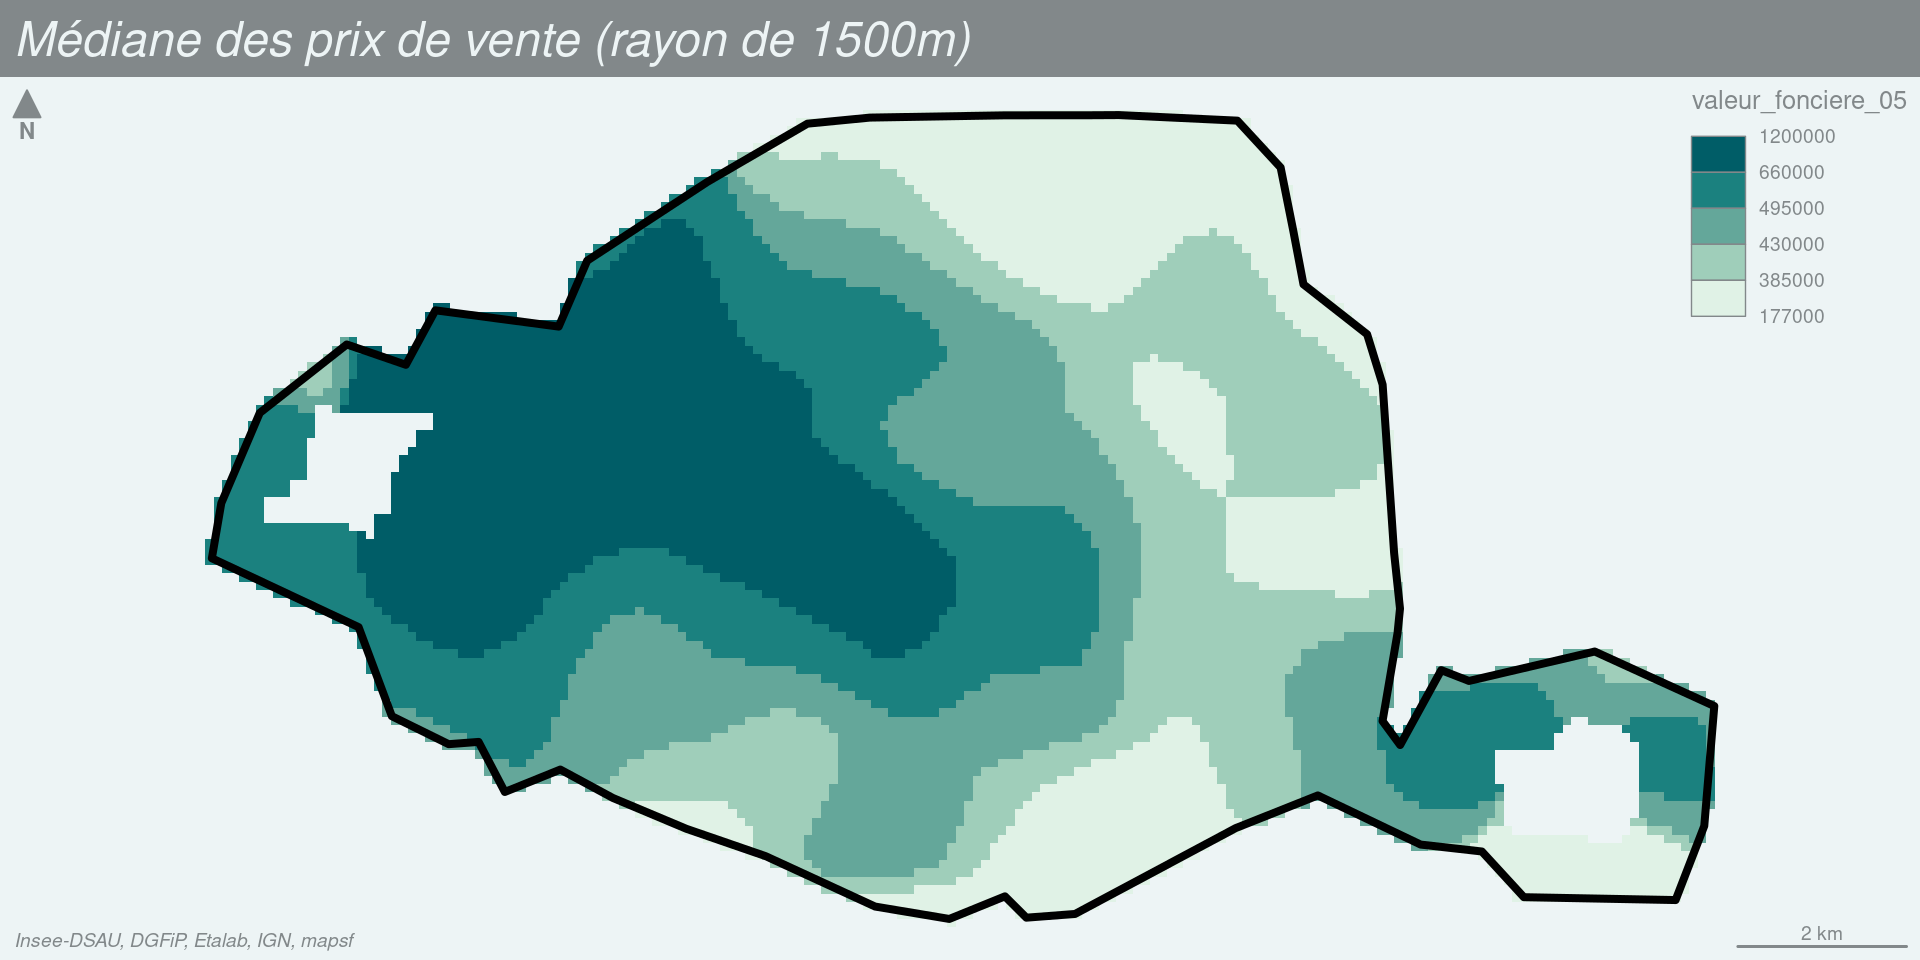 Médiane des prix de vente (rayon de 1500m)
N
valeur_fonciere_05
1200000
660000
495000
430000
385000
177000
Insee-DSAU, DGFiP, Etalab, IGN, mapsf
2 km